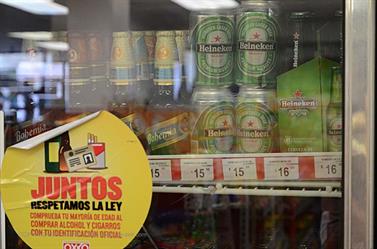 Heineken
Heineken
Bohemia
Bohemia
Heineken
Heineken
Heineken
15
15
15
16
16
JUNTOS
RESPETAMOS LA LEY
COMPRUEBA TU MAYORÍA DE EDAD AL
COMPRAR ALCOHOL Y CIGARROS
CON TU IDENTIFICACIÓN OFICIAL
OXXO